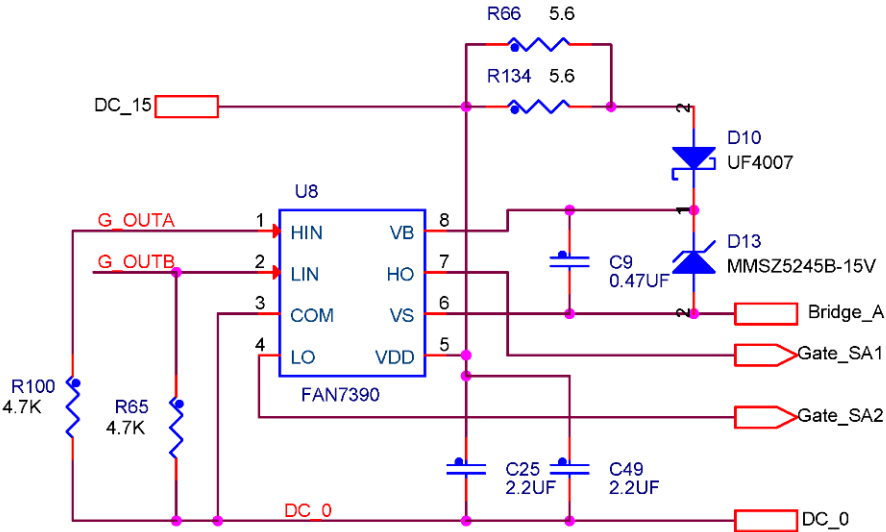 R66 5.6
R134 5.6
DC_15
2
D10
UF4007
U8
G_OUTA 1 HIN VB 8
1
D13
MMSZ5245B-15V
G_OUTB 2 LIN HO 7
C9
0.47UF
3 COM VS 6
2
Bridge_A
4 LO VDD 5
Gate_SA1
FAN7390
R100
4.7K
R65
4.7K
Gate_SA2
C25
2.2UF
C49
2.2UF
DC_0
DC_0